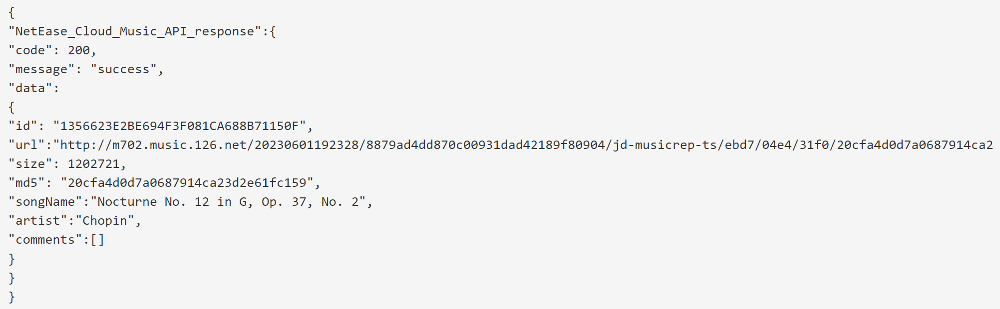 {
"NetEase_Cloud_Music_API_response":{
"code": 200,
"message": "success",
"data":
{
"id": "1356623E2BE694F3F081CA688B71150F",
"url":"http://m702.music.126.net/20230601192328/8879ad4dd870c00931dad42189f80904/jd-musicrep-ts/ebd7/04e4/31f0/20cfa4d0d7a0687914ca2
"size": 1202721,
"md5": "20cfa4d0d7a0687914ca23d2e61fc159",
"songName":"Nocturne No. 12 in G, Op. 37, No. 2",
"artist":"Chopin",
"comments":[]
}
}
}